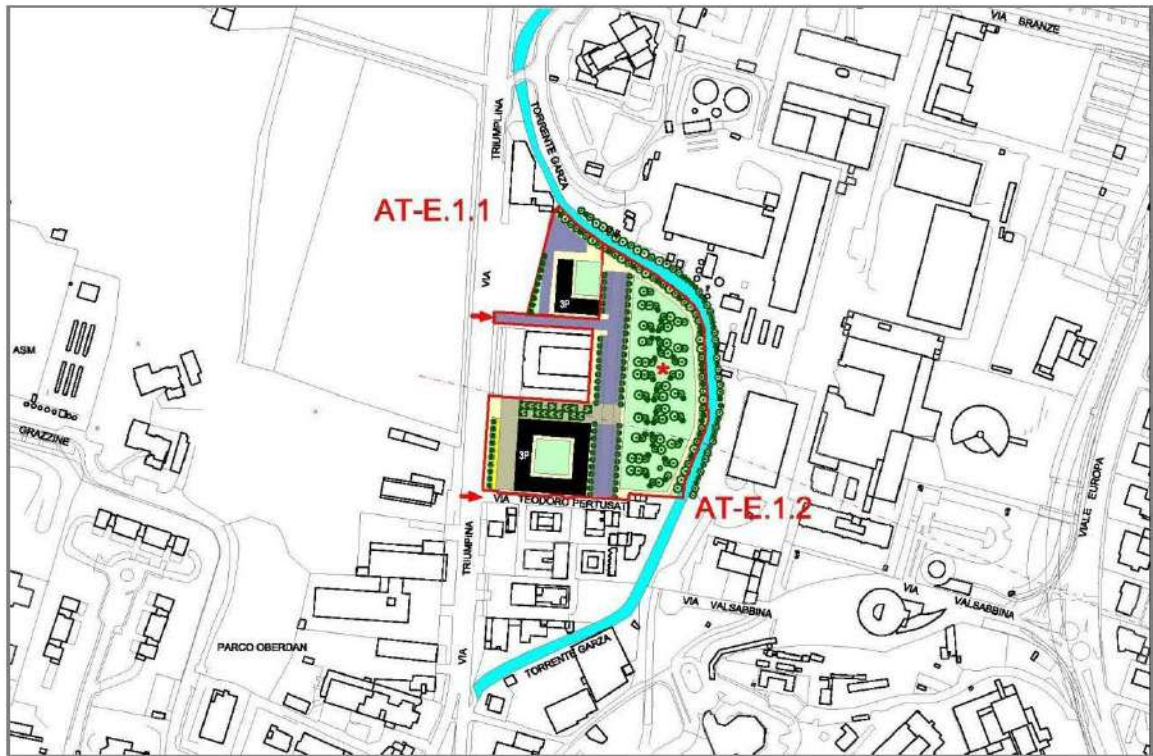 VIA BRANZE
TRIUMPLINA
TORRENTE GARZA
AT-E.1.1
VIA
3P
ASM
*
GRAZZINE
3P
VIA TEODORO PERTUSATI
AT-E.1.2
VIALE EUROPA
TRIUMPINA
VIA VALSABBINA
VIA VALSABBINA
PARCO OBERDAN
VIA
TORRENTE GARZA